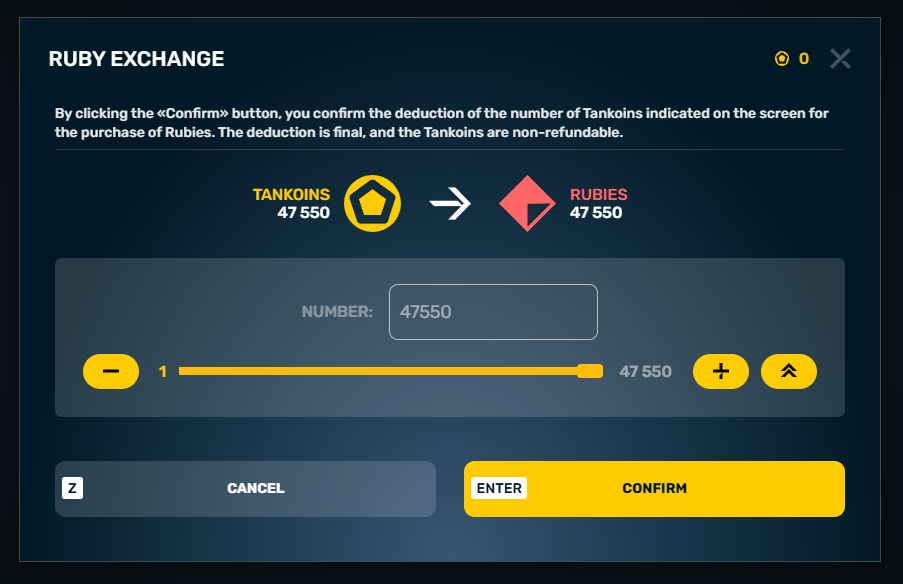 RUBY EXCHANGE
0
By clicking the «Confirm» button, you confirm the deduction of the number of Tankoins indicated on the screen for
the purchase of Rubies. The deduction is final, and the Tankoins are non-refundable.
TANKOINS
47 550
RUBIES
47 550
NUMBER:
47550
1
47 550
Z
CANCEL
ENTER
CONFIRM